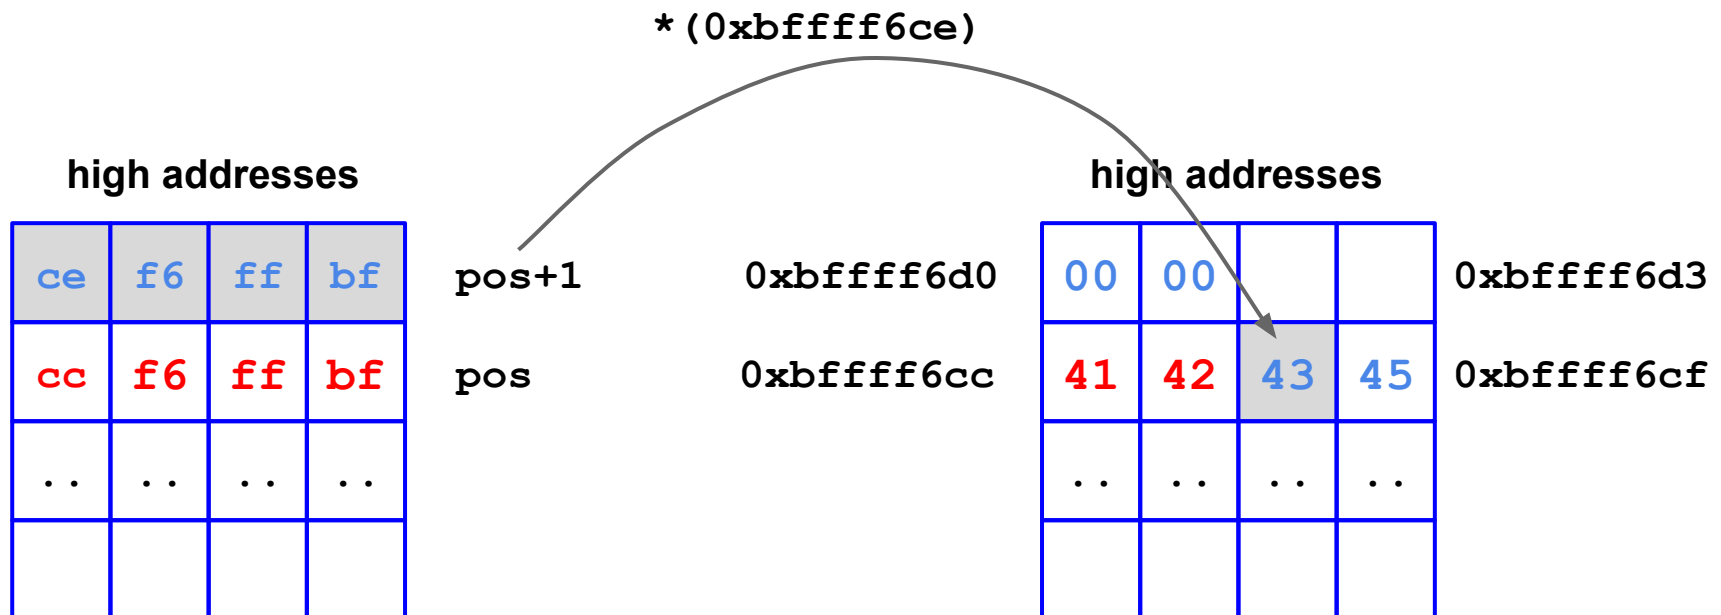 *(0xbffff6ce)
high addresses high addresses
ce f6 ff bf pos+1 0xbffff6d0 00 00 0xbffff6d3
cc f6 ff bf pos 0xbffff6cc 41 42 43 45 0xbffff6cf
.. .. .. .. .. .. .. ..